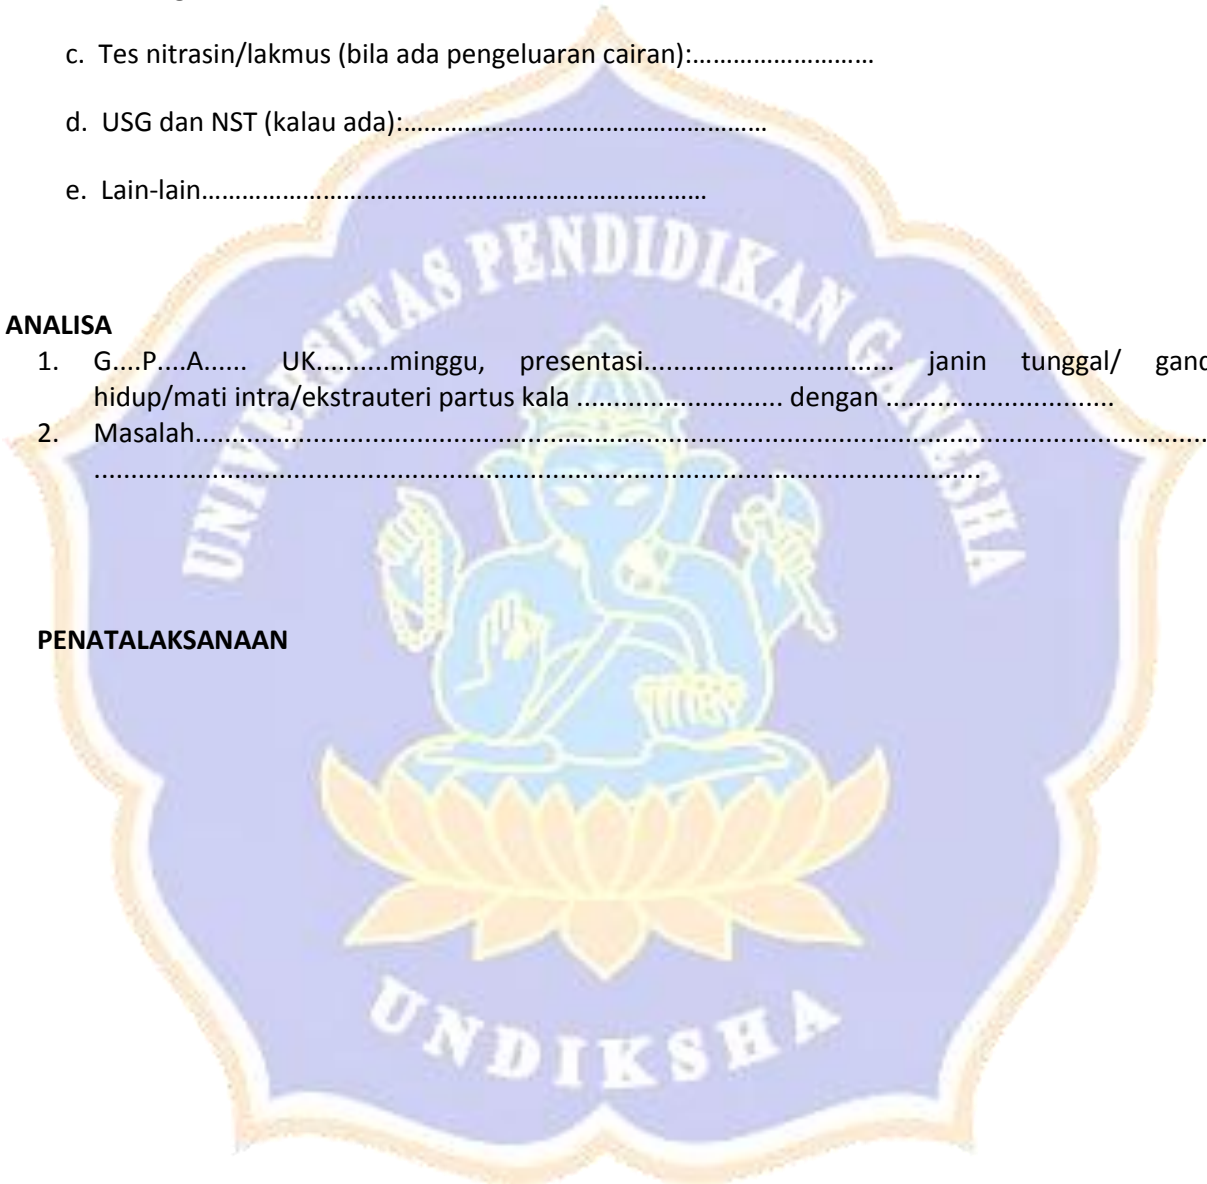 c. Tes nitrasin/lakmus (bila ada pengeluaran cairan):………………………
d. USG dan NST (kalau ada):………………………………………………
e. Lain-lain…………………………………………………………………
UNIVERSITAS PENDIDIKAN GANESHA
ANALISA
1. G....P....A...... UK..........minggu, presentasi.................................. janin tunggal/ gand
hidup/mati intra/ekstrauteri partus kala ............................ dengan ...............................
2. Masalah..........................................................................................................................................
........................................................................................................................
PENATALAKSANAAN
UNDIKSHA